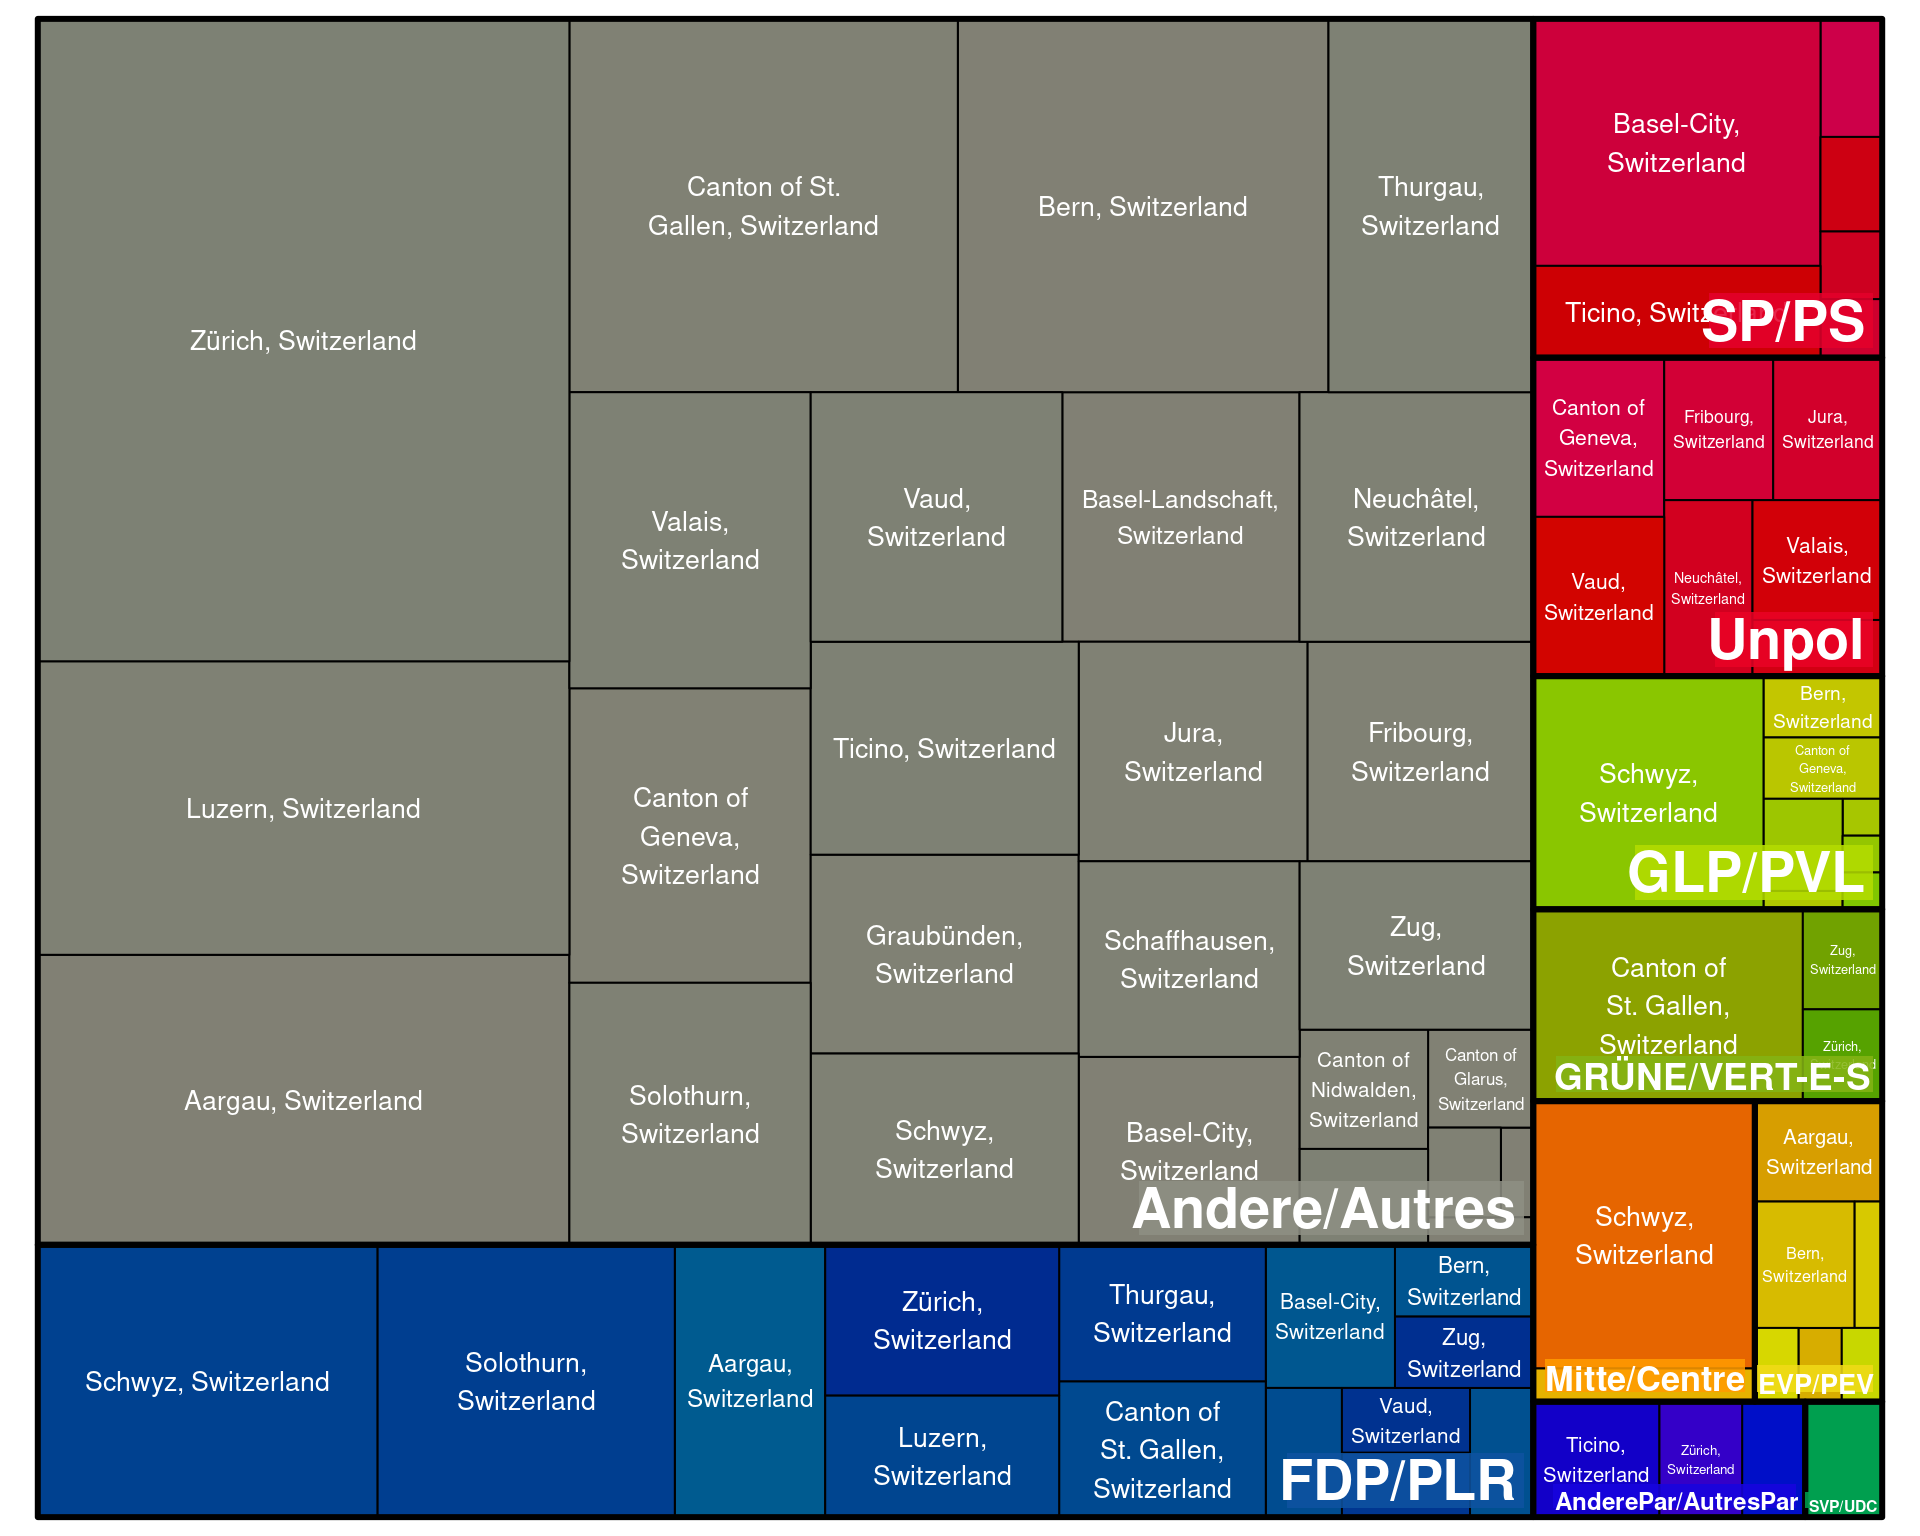 Zürich, Switzerland
Luzern, Switzerland
Aargau, Switzerland
Canton of St.
Gallen, Switzerland
Bern, Switzerland
Thurgau,
Switzerland
Valais,
Switzerland
Vaud,
Switzerland
Basel-Landschaft,
Switzerland
Neuchâtel,
Switzerland
Canton of
Geneva,
Switzerland
Ticino, Switzerland
Jura,
Switzerland
Fribourg,
Switzerland
Solothurn,
Switzerland
Graubünden,
Switzerland
Schaffhausen,
Switzerland
Zug,
Switzerland
Schwyz,
Switzerland
Basel-City,
Switzerland
Canton of
Nidwalden,
Switzerland
Canton of
Glarus,
Switzerland
Andere/Autres
Schwyz, Switzerland
Solothurn,
Switzerland
Aargau,
Switzerland
Zürich,
Switzerland
Luzern,
Switzerland
Thurgau,
Switzerland
Canton of
St. Gallen,
Switzerland
Basel-City,
Switzerland
Bern,
Switzerland
Zug,
Switzerland
Vaud,
Switzerland
FDP/PLR
Basel-City,
Switzerland
Ticino,
SP/PS
Canton of
Geneva,
Switzerland
Fribourg,
Switzerland
Jura,
Switzerland
Vaud,
Switzerland
Neuchâtel,
Switzerland
Valais,
Switzerland
Unpol
Schwyz,
Switzerland
Bern,
Switzerland
Canton of
Geneva,
Switzerland
GLP/PVL
Canton of
St. Gallen,
Switzerland
Zug,
Switzerland
Zürich,
GRÜNE/VERT-E-S
Schwyz,
Switzerland
Mitte/Centre
Aargau,
Switzerland
Bern,
Switzerland
EVP/PEV
Ticino,
Switzerland
Zürich,
Switzerland
AnderePar/AutresPar
SVP/UDC